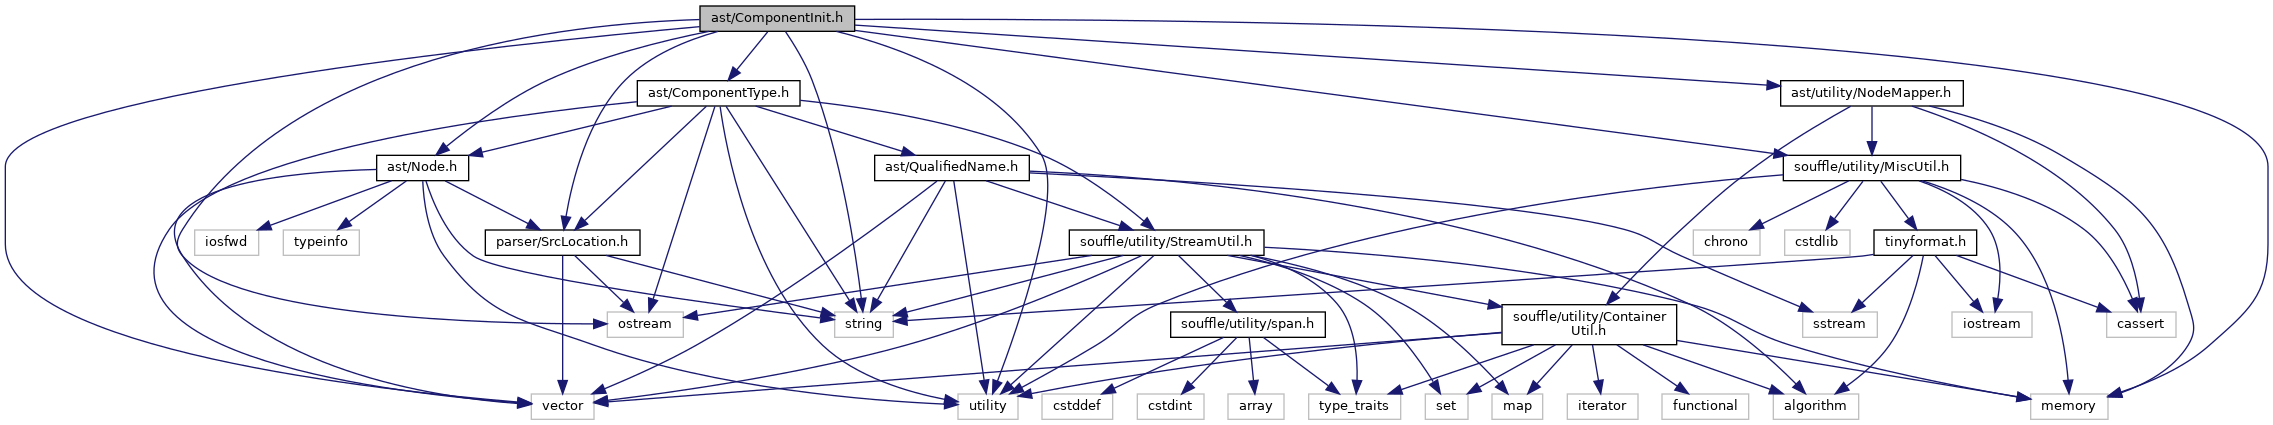 ast/ComponentInit.h
ast/ComponentType.h
ast/utility/NodeMapper.h
ast/Node.h
ast/QualifiedName.h
souffle/utility/MiscUtil.h
iosfwd
typeinfo
parser/SrcLocation.h
souffle/utility/StreamUtil.h
chrono
cstdlib
tinyformat.h
ostream
string
souffle/utility/span.h
souffle/utility/Container
Util.h
sstream
iostream
cassert
vector
utility
cstddef
cstdint
array
type_traits
set
map
iterator
functional
algorithm
memory